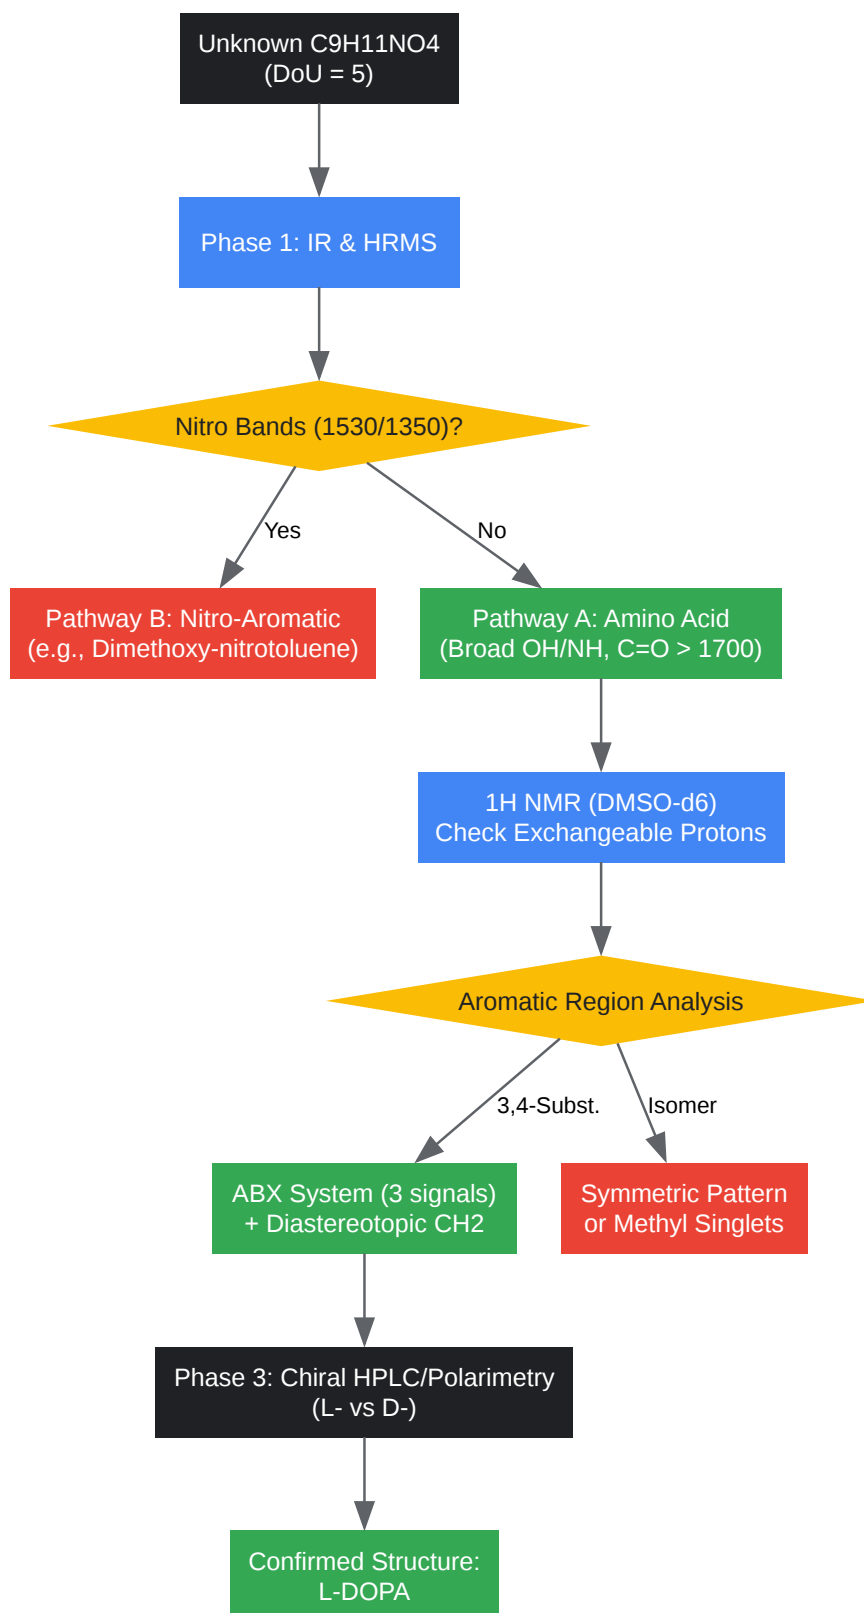 Unknown C9H11NO4
(DoU = 5)
Phase 1: IR & HRMS
Nitro Bands (1530/1350)?
Yes
No
Pathway B: Nitro-Aromatic
(e.g., Dimethoxy-nitrotoluene)
Pathway A: Amino Acid
(Broad OH/NH, C=O > 1700)
1H NMR (DMSO-d6)
Check Exchangeable Protons
Aromatic Region Analysis
3,4-Subst.
Isomer
ABX System (3 signals)
+ Diastereotopic CH2
Symmetric Pattern
or Methyl Singlets
Phase 3: Chiral HPLC/Polarimetry
(L- vs D-)
Confirmed Structure:
L-DOPA